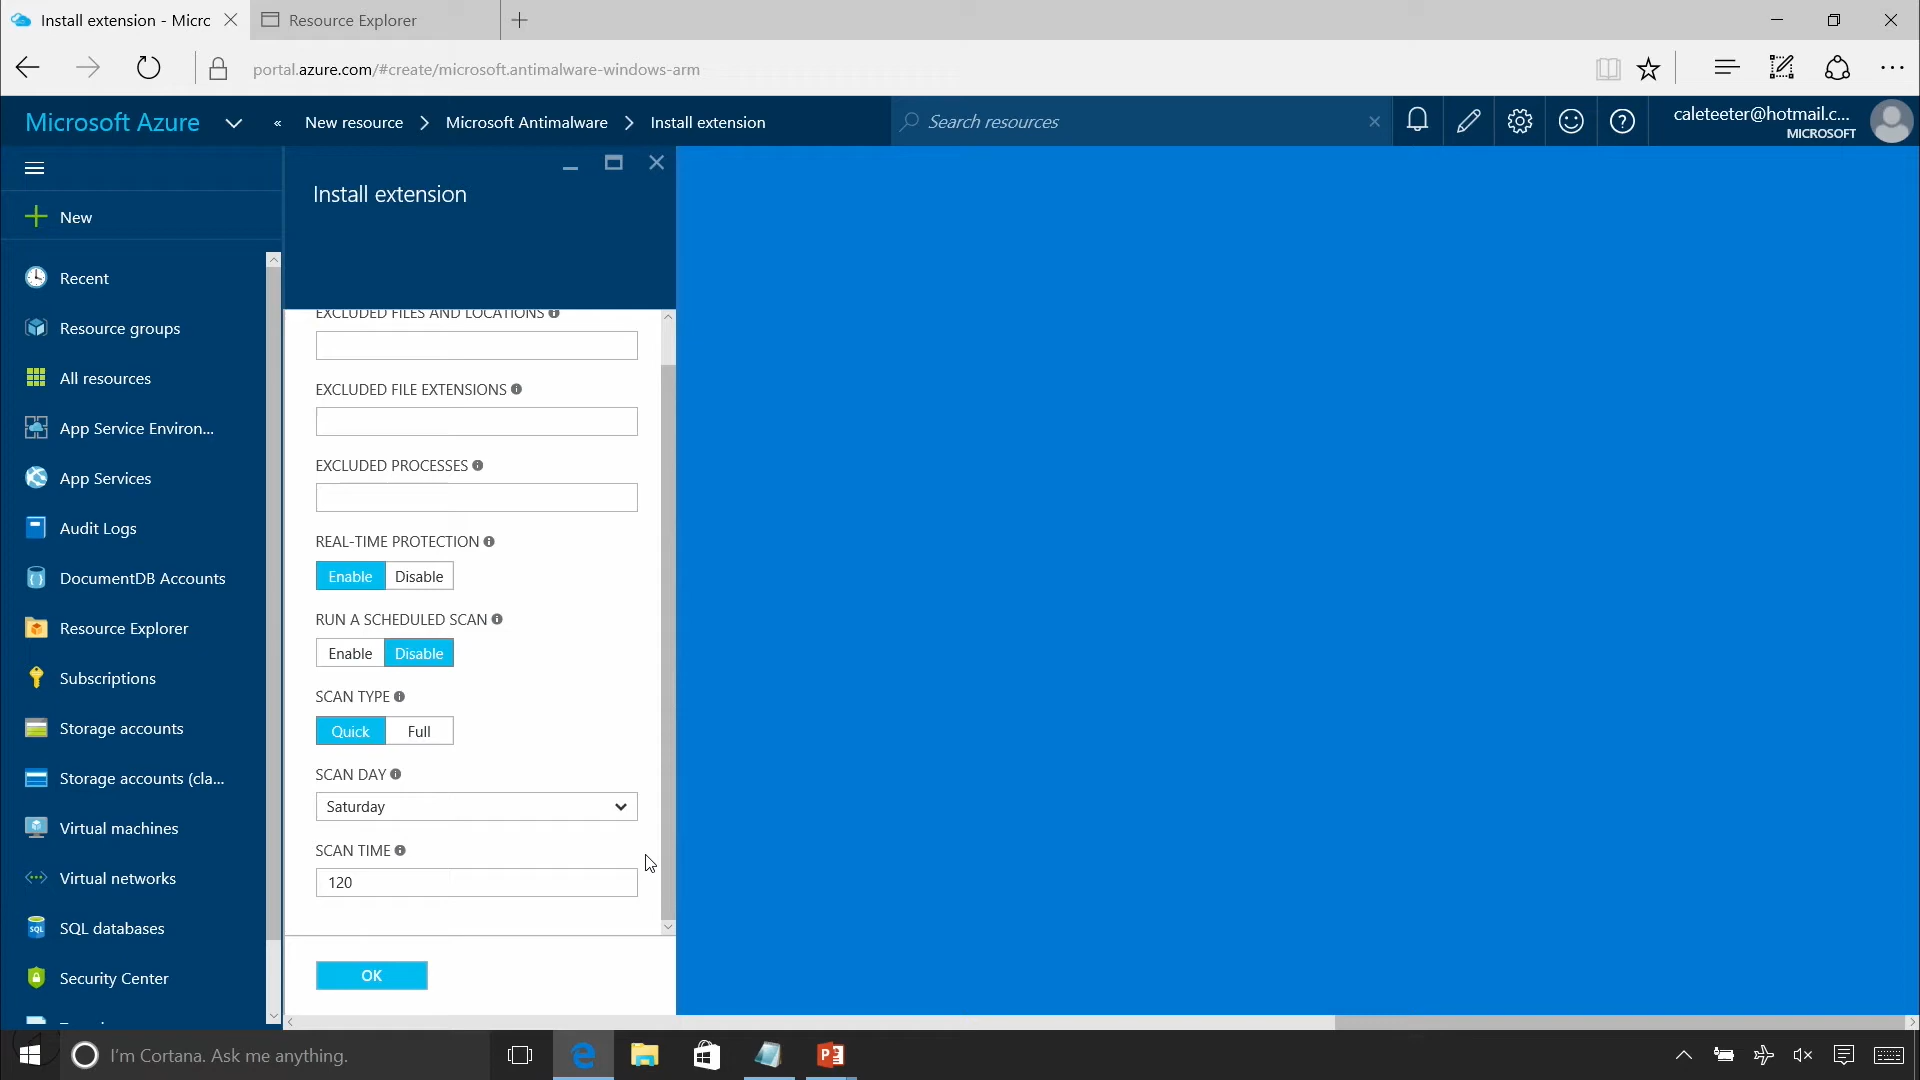 Install extension - Micrc
Resource Explorer
portal.azure.com/#create/microsoft.antimalware-windows-arm
Microsoft Azure
« New resource > Microsoft Antimalware > Install extension
Search resources
caleteeter@hotmail.c...
MICROSOFT
New
Recent
Resource groups
All resources
App Service Environ...
App Services
Audit Logs
DocumentDB Accounts
Resource Explorer
Subscriptions
Storage accounts
Storage accounts (cla...
Virtual machines
Virtual networks
SQL databases
SQL
Security Center
Install extension
EXCLUDED FILES AND LOCATIONS
EXCLUDED FILE EXTENSIONS
EXCLUDED PROCESSES
REAL-TIME PROTECTION
Enable Disable
RUN A SCHEDULED SCAN
Enable Disable
SCAN TYPE
Quick Full
SCAN DAY
Saturday
SCAN TIME
120
OK
I'm Cortana. Ask me anything.